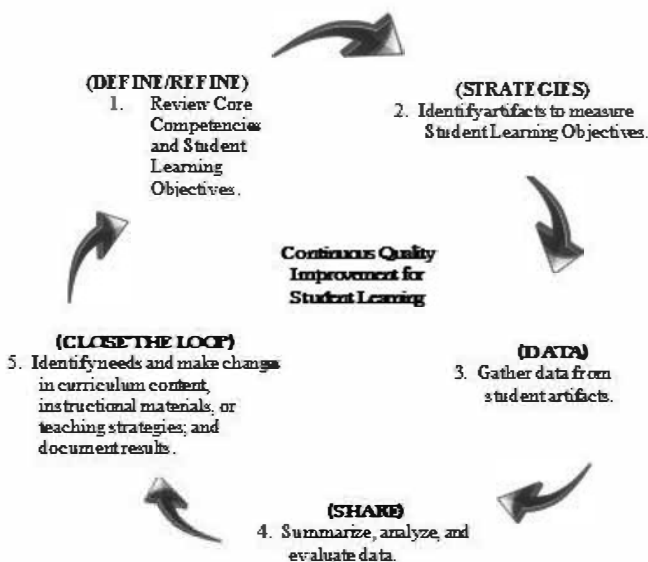 (DEFINE/REFINE)
1. Review Core
Competencies
and Student
Learning
Objectives.
(STRATEGIES)
2. Identify artifacts to measure
Student Learning Objectives.
Continuous Quality
Improvement for
Student Learning
(DATA)
3. Gather data from
student artifacts.
(SHARE)
4. Summarize, analyze, and
evaluate data.
(CLOSE THE LOOP)
5. Identify needs and make changes
in curriculum content,
instructional materials, or
teaching strategies; and
document results.